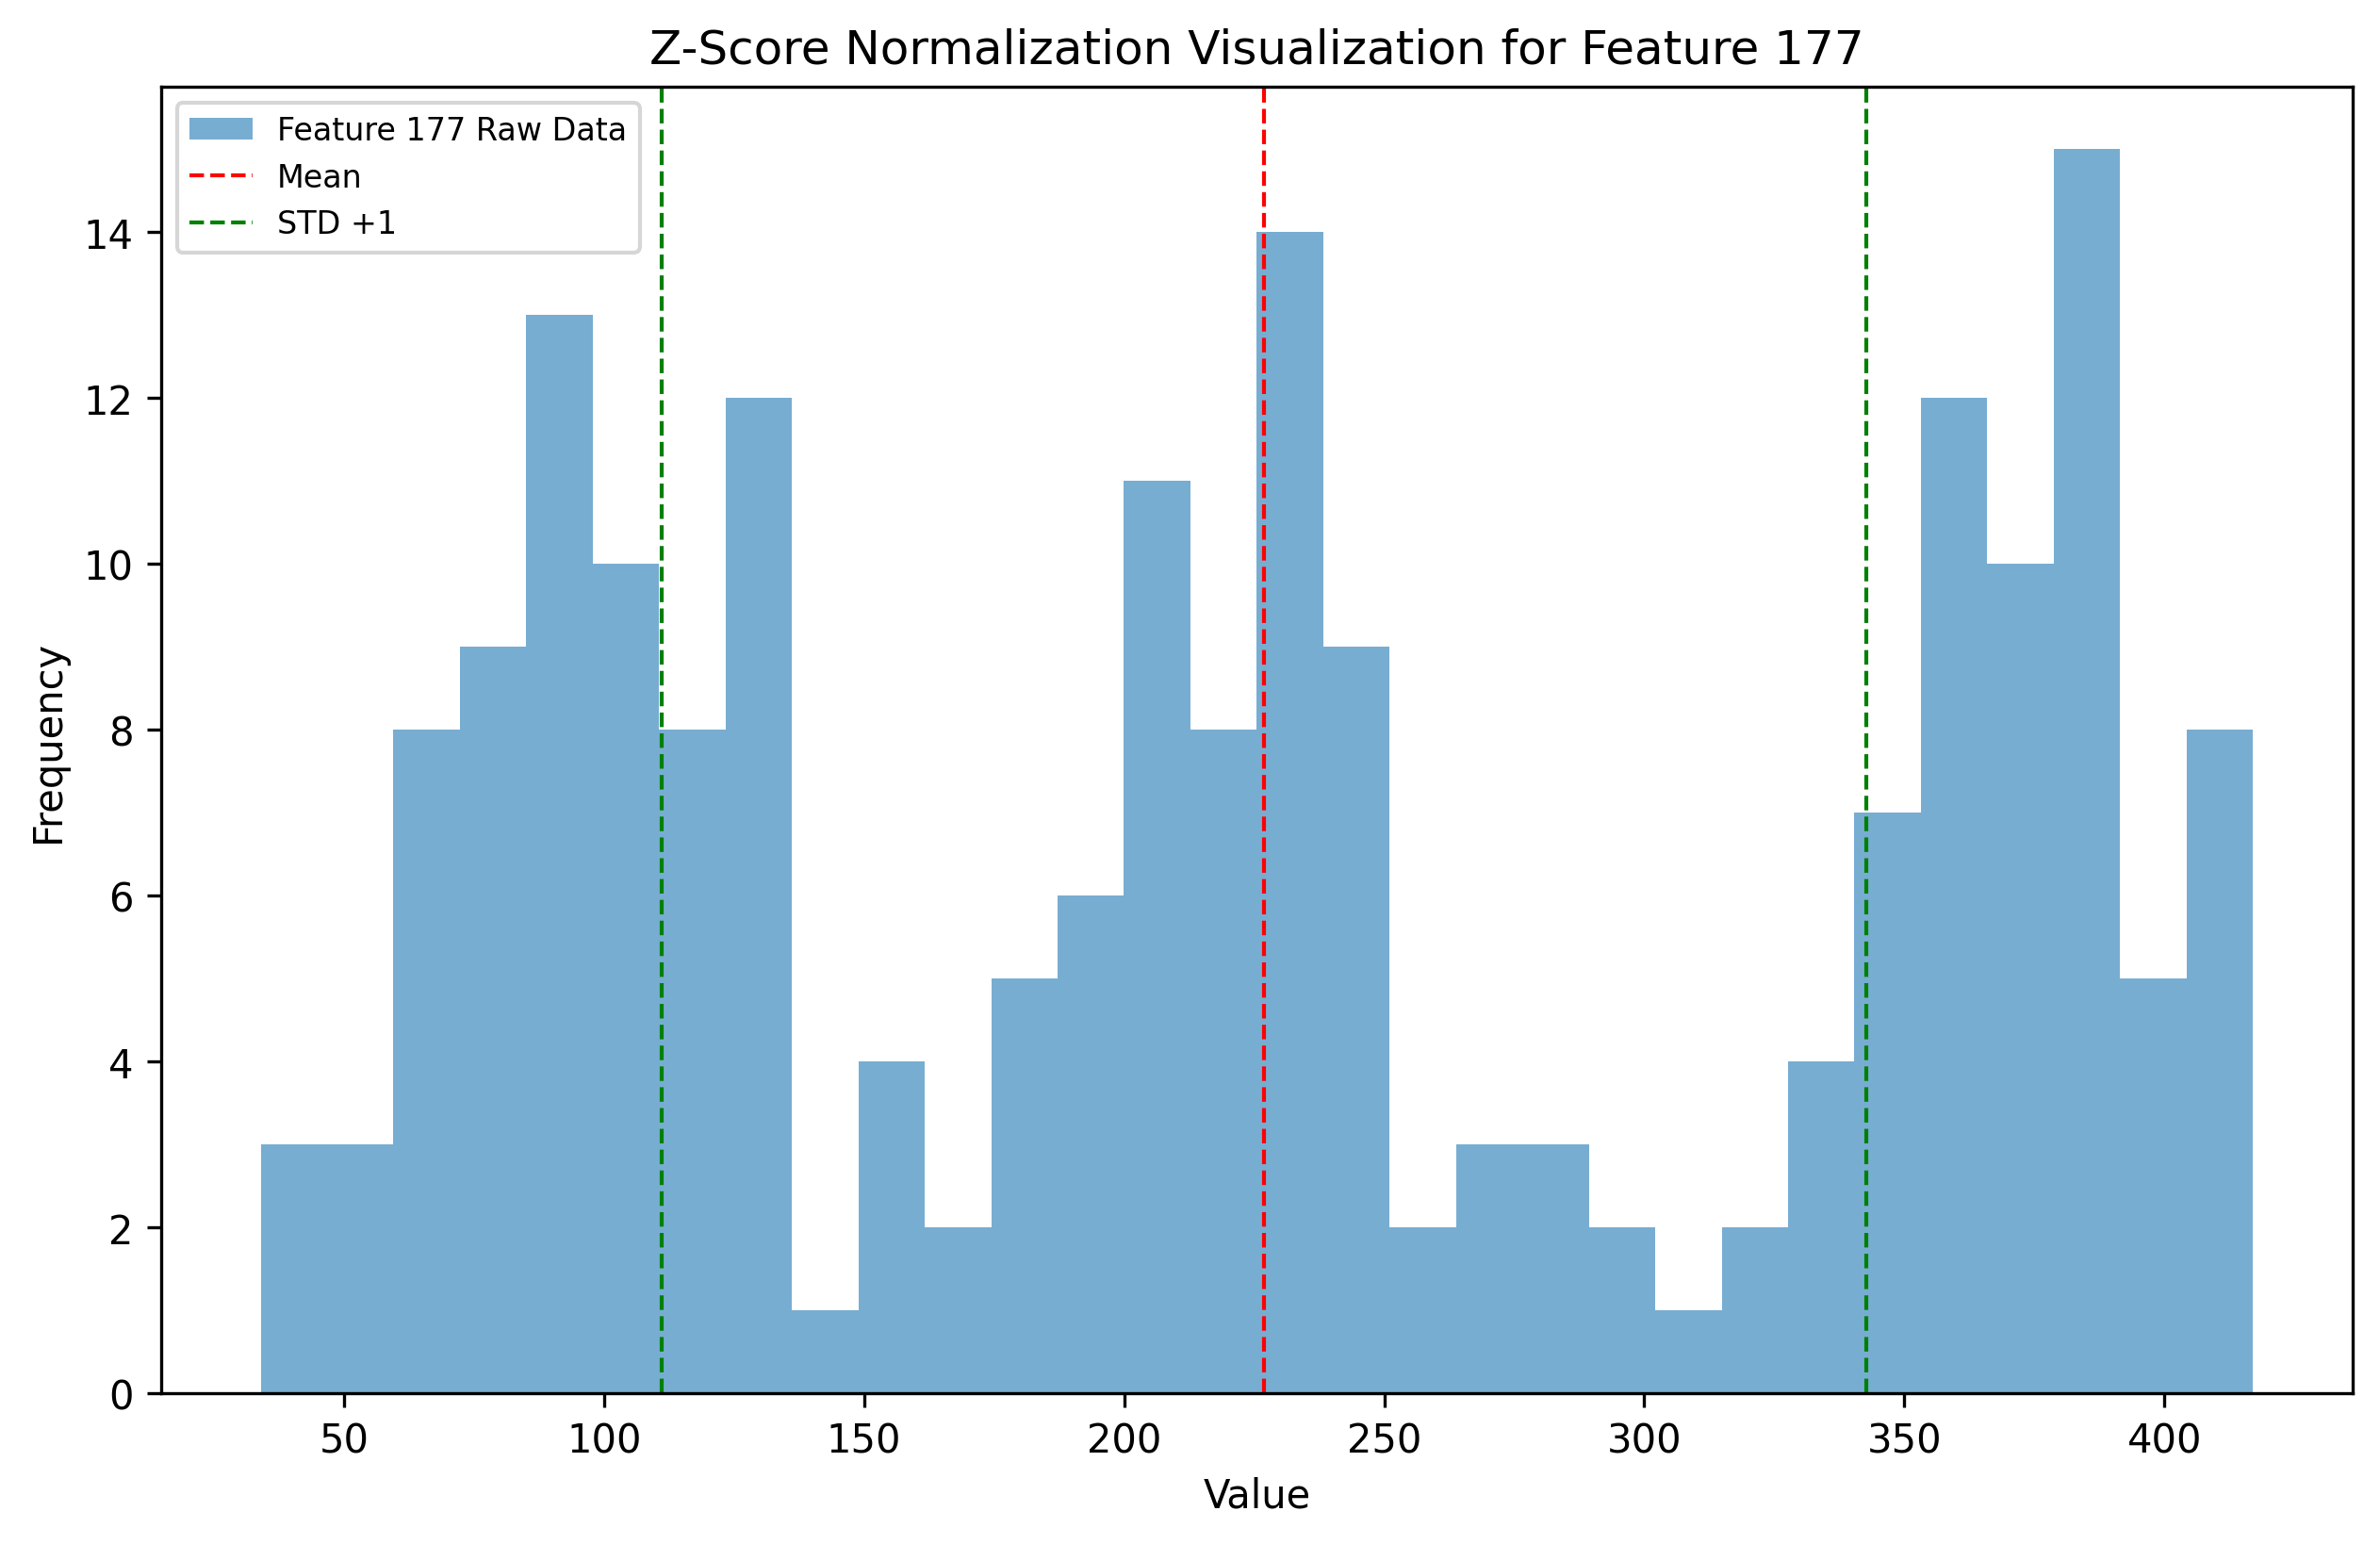 Z-Score Normalization Visualization for Feature 177
Feature 177 Raw Data
Mean
STD +1
14
12
10
8
6
4
2
0
Frequency
50 100 150 200 250 300 350 400
Value